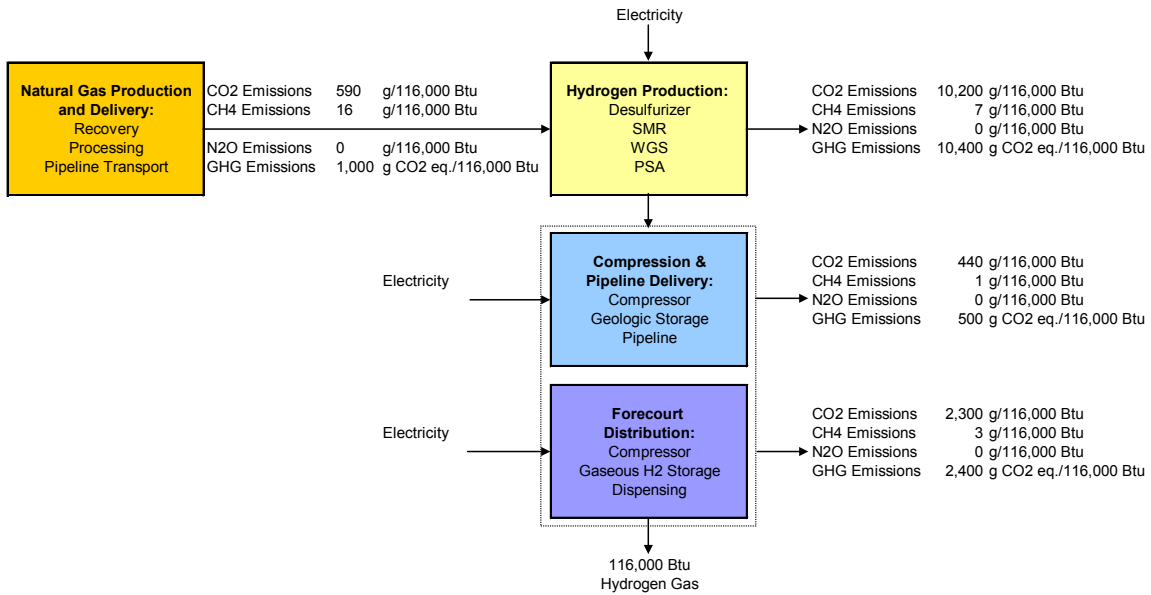 Electricity
Natural Gas Production
and Delivery:
Recovery
Processing
Pipeline Transport
CO2 Emissions 590 g/116,000 Btu
CH4 Emissions 16 g/116,000 Btu
N2O Emissions 0 g/116,000 Btu
GHG Emissions 1,000 g CO2 eq./116,000 Btu
Hydrogen Production:
Desulfurizer
SMR
WGS
PSA
CO2 Emissions 10,200 g/116,000 Btu
CH4 Emissions 7 g/116,000 Btu
N2O Emissions 0 g/116,000 Btu
GHG Emissions 10,400 g CO2 eq./116,000 Btu
Electricity
Compression &
Pipeline Delivery:
Compressor
Geologic Storage
Pipeline
CO2 Emissions 440 g/116,000 Btu
CH4 Emissions 1 g/116,000 Btu
N2O Emissions 0 g/116,000 Btu
GHG Emissions 500 g CO2 eq./116,000 Btu
Electricity
Forecourt
Distribution:
Compressor
Gaseous H2 Storage
Dispensing
CO2 Emissions 2,300 g/116,000 Btu
CH4 Emissions 3 g/116,000 Btu
N2O Emissions 0 g/116,000 Btu
GHG Emissions 2,400 g CO2 eq./116,000 Btu
116,000 Btu
Hydrogen Gas